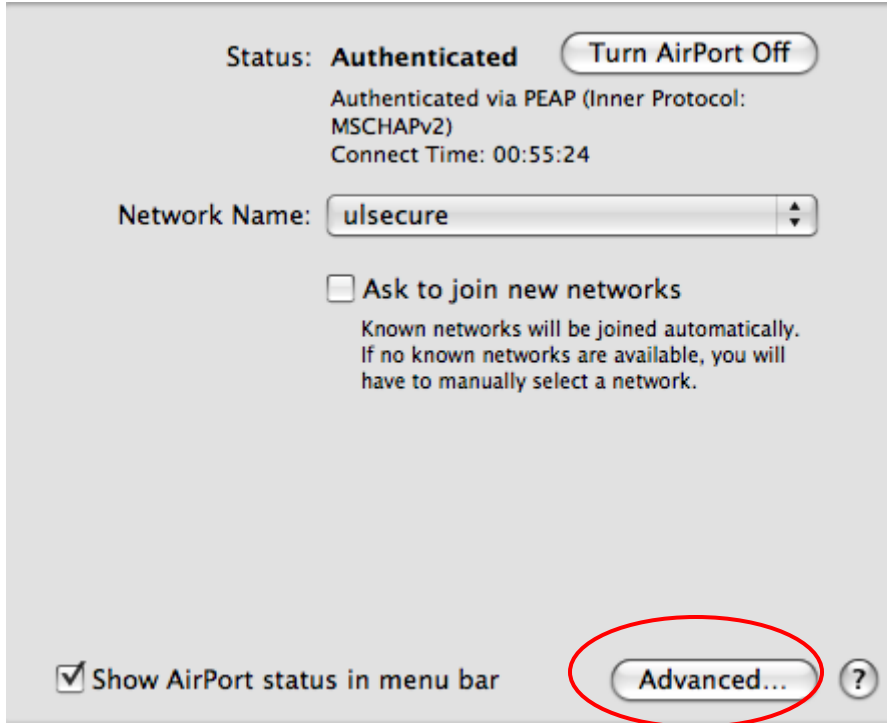 Status: Authenticated Turn AirPort Off
Authenticated via PEAP (Inner Protocol:
MSCHAPv2)
Connect Time: 00:55:24
Network Name: ulsecure
Ask to join new networks
Known networks will be joined automatically.
If no known networks are available, you will
have to manually select a network.
Show AirPort status in menu bar Advanced... ?